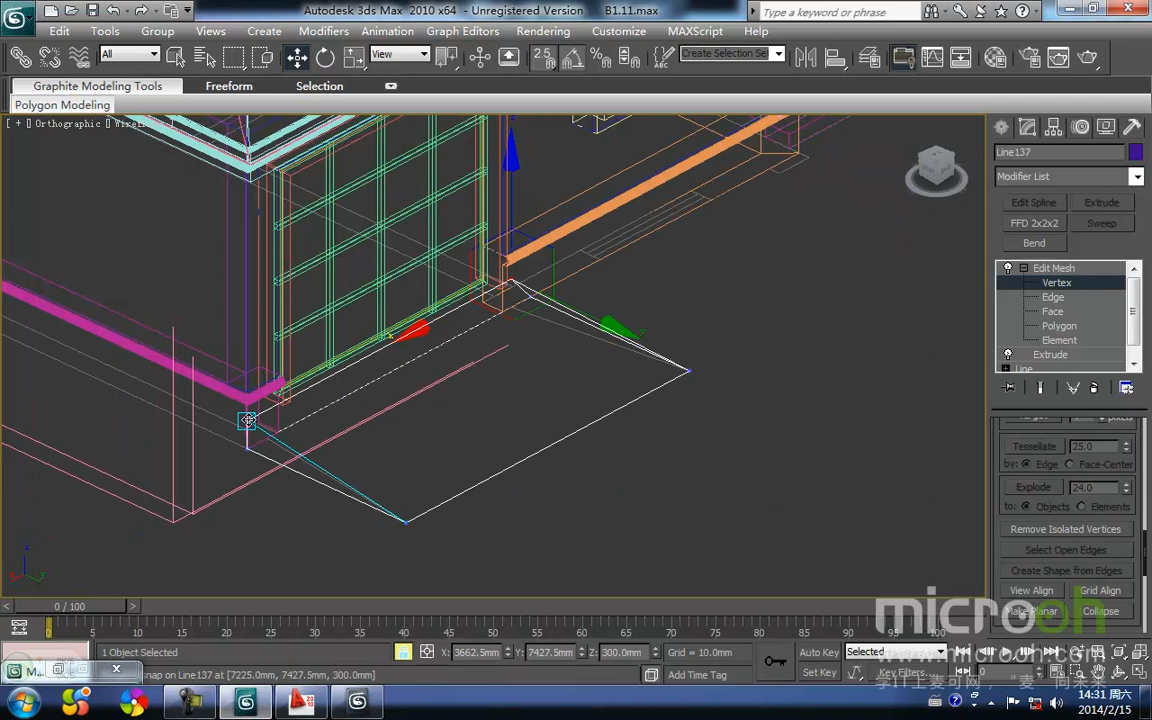 Autodesk 3ds Max 2010 x64 - Unregistered Version B1.11.max
Type a keyword or phrase
Edit Tools Group Views Create Modifiers Animation Graph Editors Rendering Customize MAXScript Help
All View 2.5 Create Selection Se
Graphite Modeling Tools Freeform Selection
Polygon Modeling
[ + ] Orthographic
Line137
Modifier List
Edit Spline Extrude
FFD 2x2x2 Sweep
Bend
Edit Mesh
Vertex
Edge
Face
Polygon
Element
Extrude
Line
Tessellate 25.0
by: Edge Face-Center
Explode 24.0
to: Objects Elements
Remove Isolated Vertices
Select Open Edges
Create Shape from Edges
View Align Grid Align
Make Planar Collapse
microoh
www.microoh.com
z
y
0 / 100
0 5 10 15 20 25 30 35 40 45 50 55 60 65 70 75 80 85 90 95 100
1 Object Selected X: 3662.5mm Y: 7427.5mm Z: 300.0mm Grid = 10.0mm Auto Key Selected
snap on Line137 at [7225.0mm, 7427.5mm, 300.0mm] Add Time Tag Set Key Key Filters... 0
14:31 周六
2014/2/15